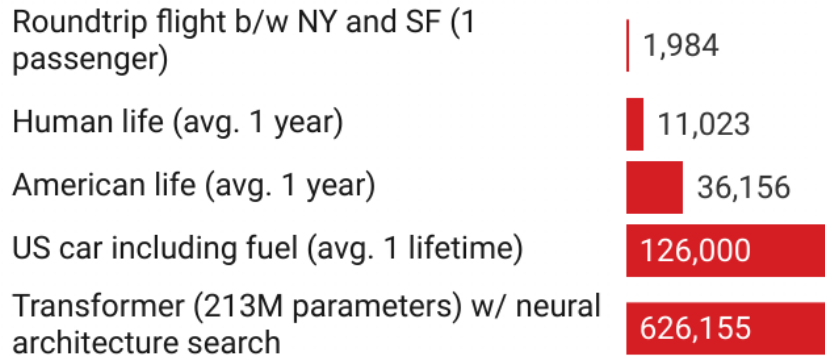 Roundtrip flight b/w NY and SF (1
passenger)
1,984
Human life (avg. 1 year)
11,023
American life (avg. 1 year)
36,156
US car including fuel (avg. 1 lifetime)
126,000
Transformer (213M parameters) w/ neural
architecture search
626,155